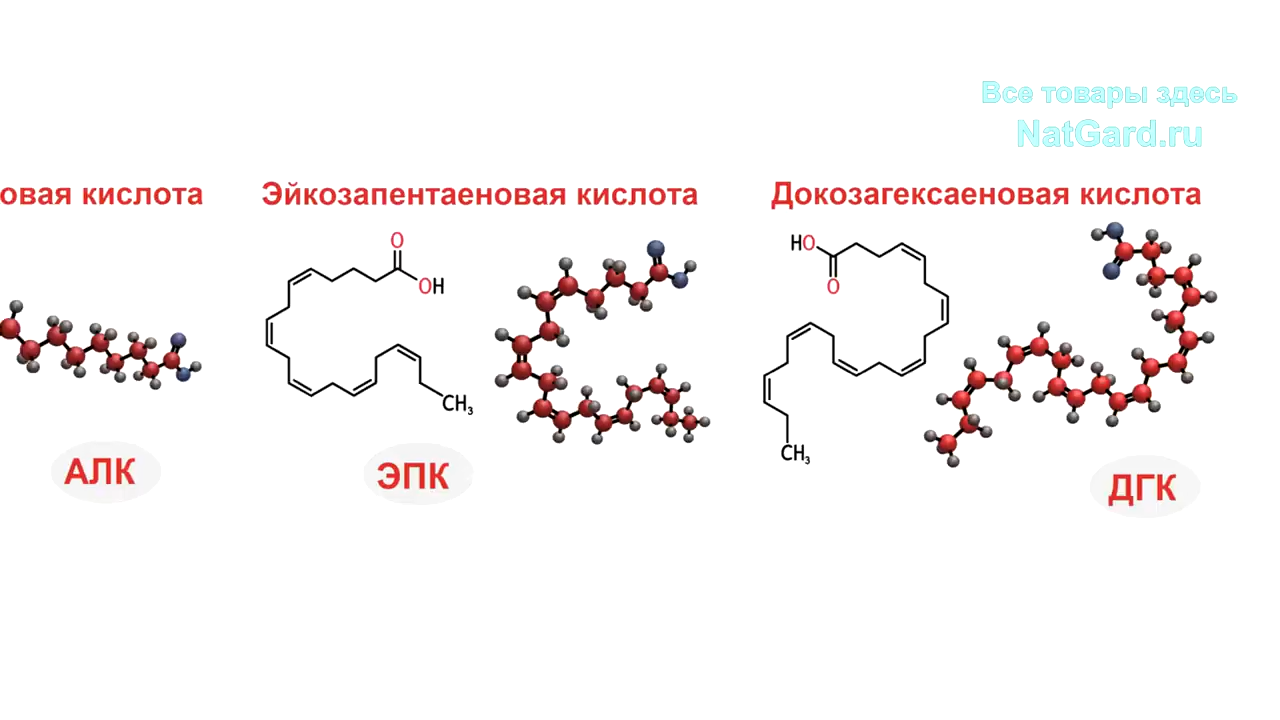 Все товары здесь
NatGard.ru
овая кислота
Эйкозапентаеновая кислота
Докозагексаеновая кислота
O
OH
CH₃
HO
O
CH₃
АЛК
ЭПК
ДГК